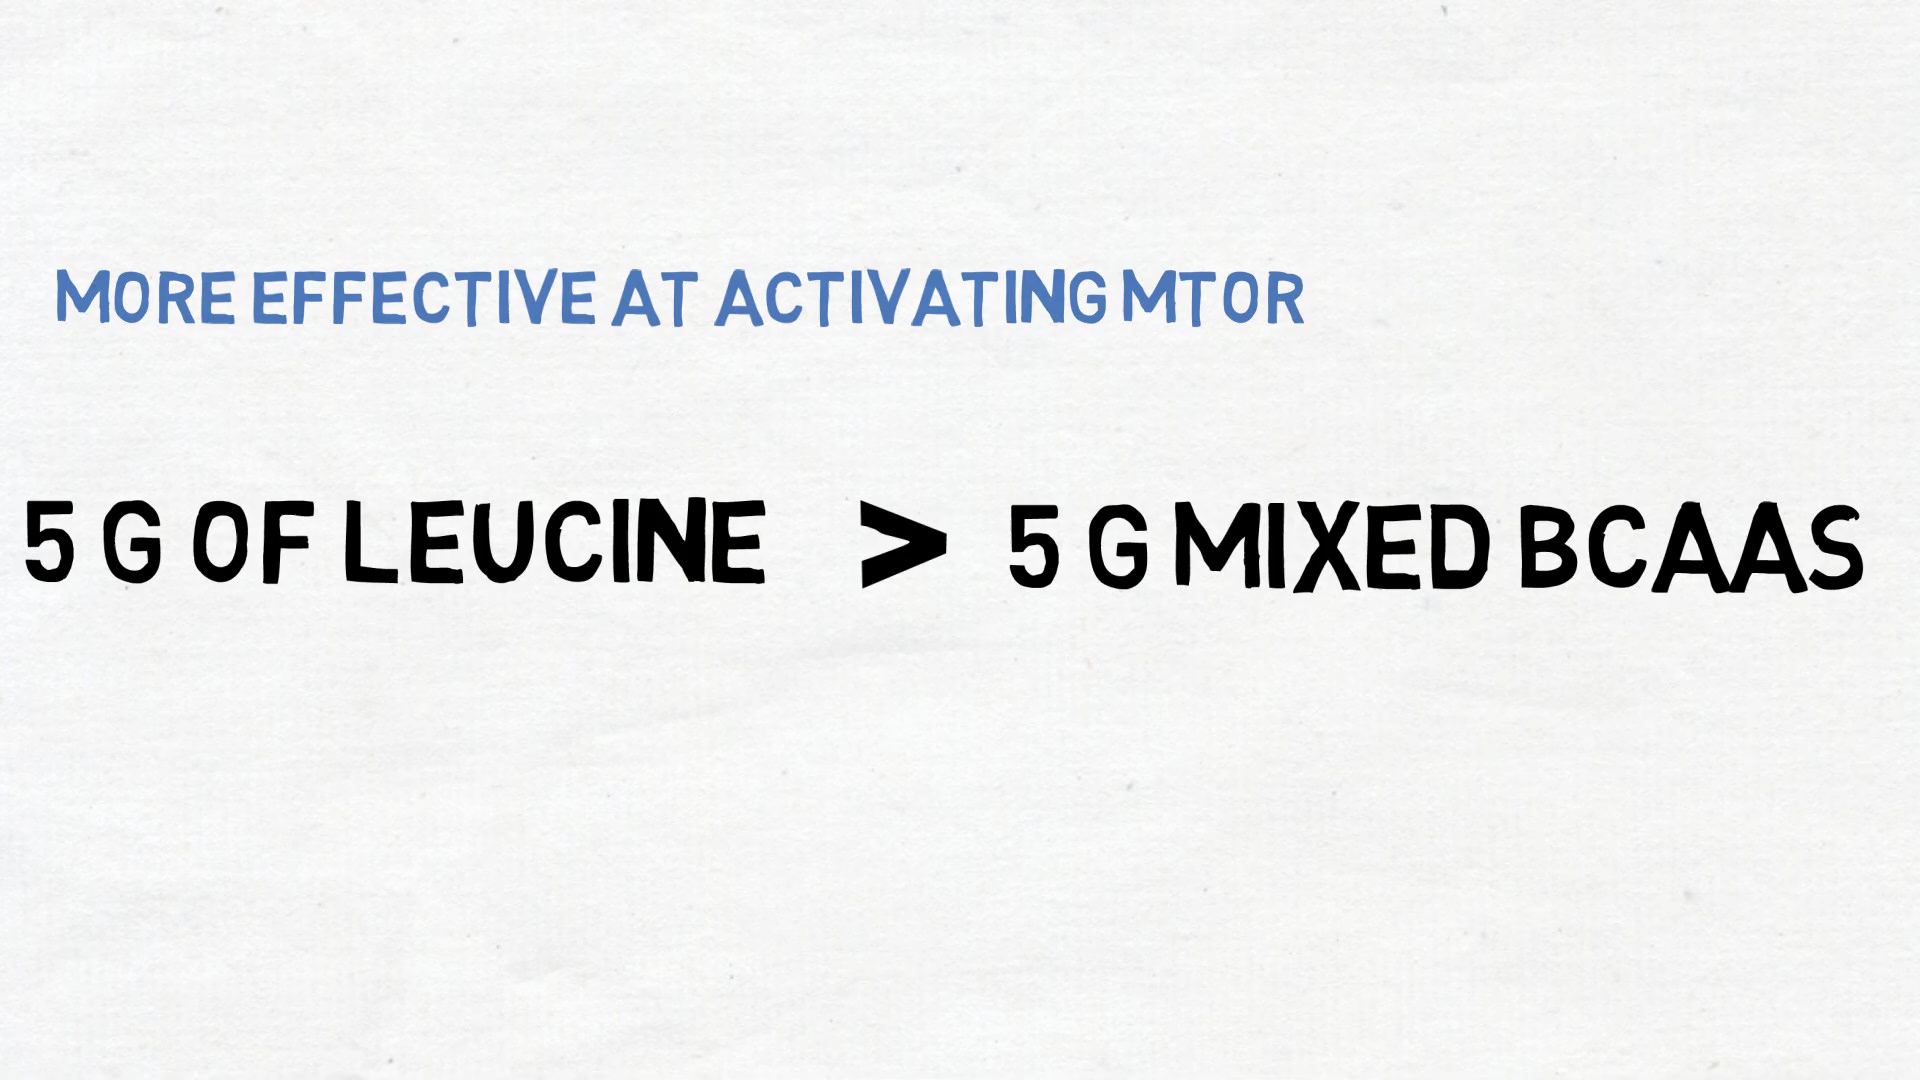 MORE EFFECTIVE AT ACTIVATING MTOR
5 G OF LEUCINE > 5 G MIXED BCAAS